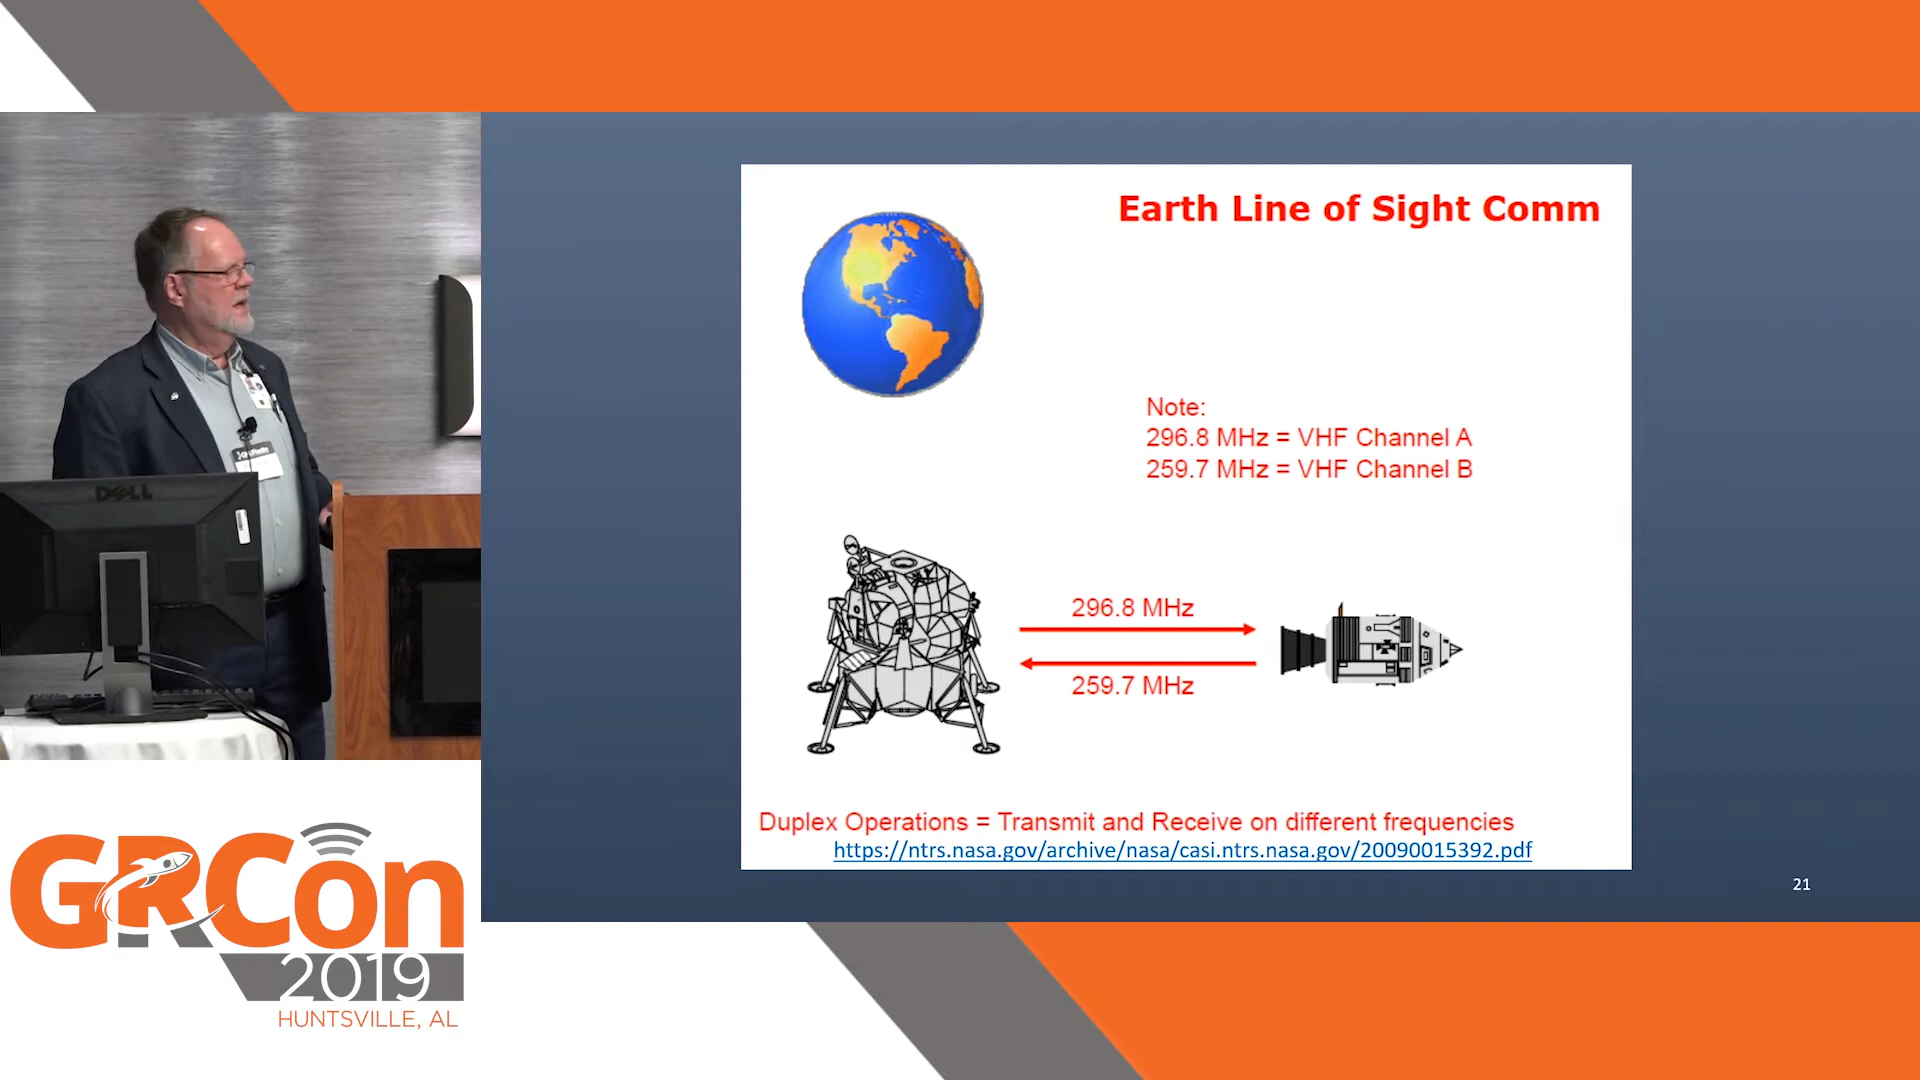 Earth Line of Sight Comm
Note:
296.8 MHz = VHF Channel A
259.7 MHz = VHF Channel B
296.8 MHz
259.7 MHz
Duplex Operations = Transmit and Receive on different frequencies
https://ntrs.nasa.gov/archive/nasa/casi.ntrs.nasa.gov/20090015392.pdf
21
DELL
GRCon
2019
HUNTSVILLE, AL